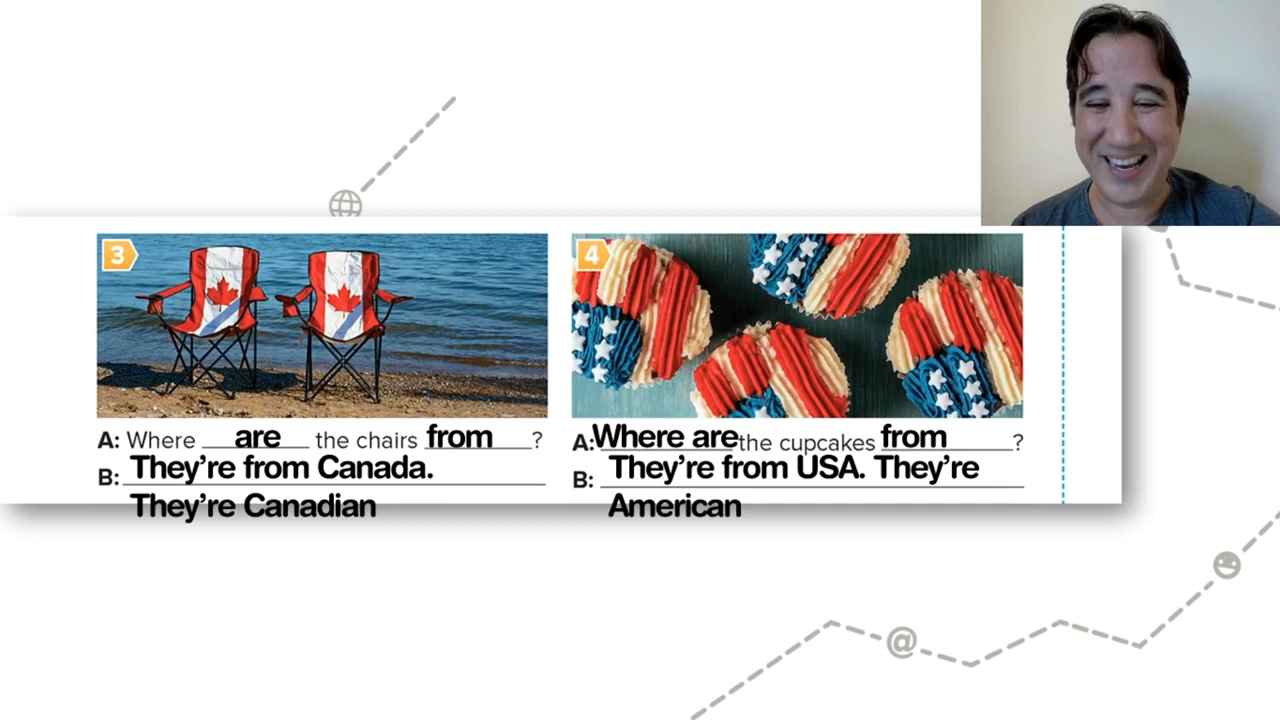 3
4
A: Where are the chairs from ?
B: They’re from Canada.
They’re Canadian
A: Where are the cupcakes from ?
B: They’re from USA. They’re
American
@